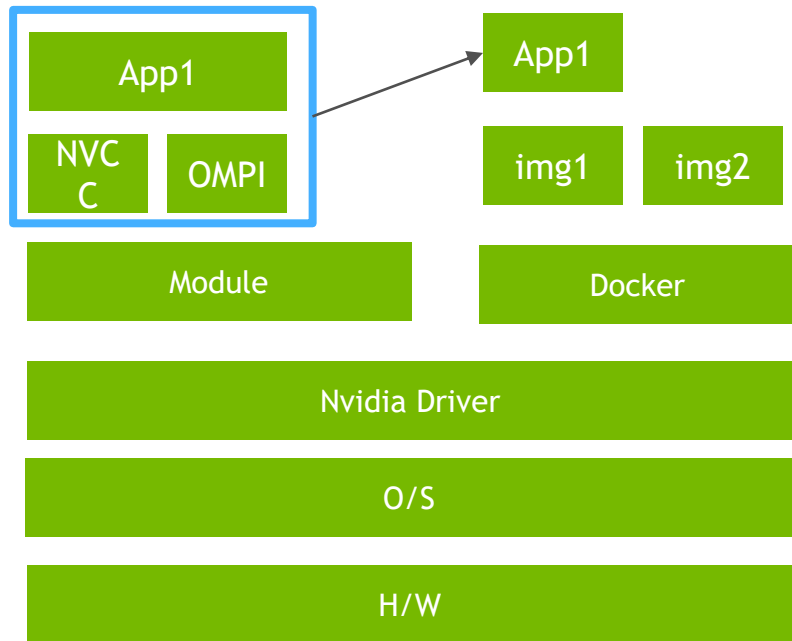 App1
App1
NVC
C
OMPI
img1
img2
Module
Docker
Nvidia Driver
O/S
H/W